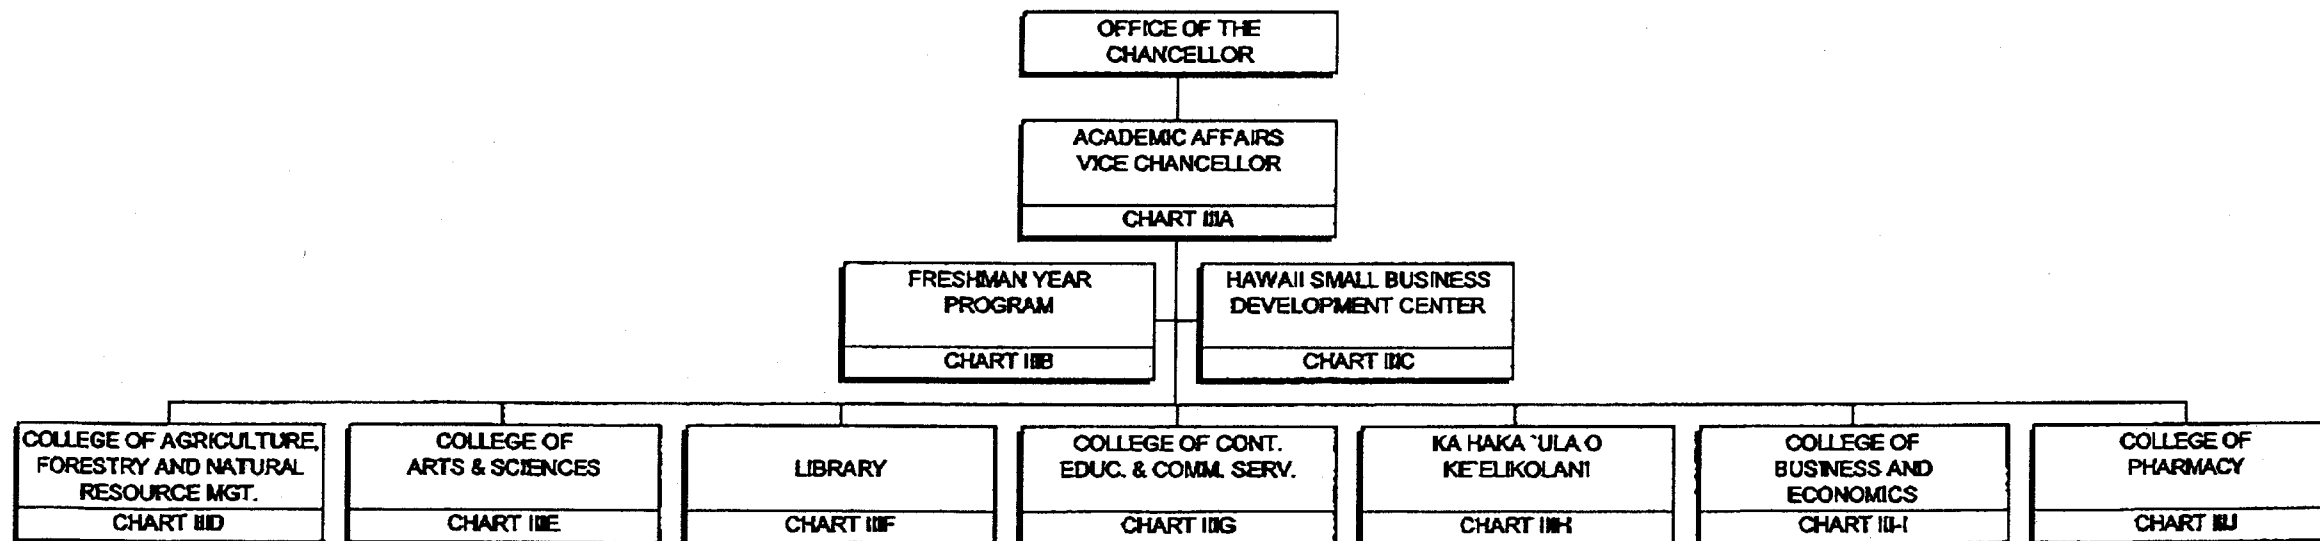 OFFICE OF THE
CHANCELLOR
ACADEMIC AFFAIRS
VICE CHANCELLOR
CHART IIIA
FRESHMAN YEAR
PROGRAM
CHART IIIB
HAWAII SMALL BUSINESS
DEVELOPMENT CENTER
CHART IIIC
COLLEGE OF AGRICULTURE,
FORESTRY AND NATURAL
RESOURCE MGT.
CHART IIID
COLLEGE OF
ARTS & SCIENCES
CHART IIIE
LIBRARY
CHART IIIF
COLLEGE OF CONT.
EDUC. & COMM. SERV.
CHART IIIG
KA HAKA `ULA O
KE`ELIKOLANI
CHART IIIH
COLLEGE OF
BUSINESS AND
ECONOMICS
CHART III-I
COLLEGE OF
PHARMACY
CHART IIIJ